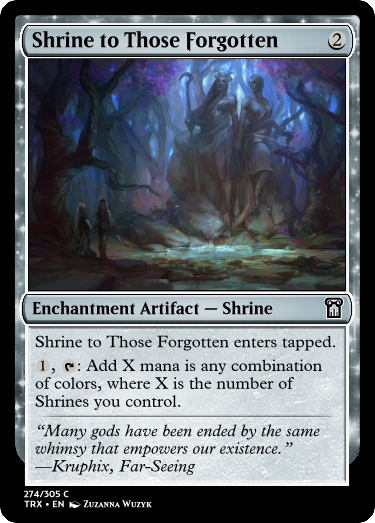 Shrine to Those Forgotten 2
Enchantment Artifact — Shrine
Shrine to Those Forgotten enters tapped.
1, : Add X mana is any combination
of colors, where X is the number of
Shrines you control.
“Many gods have been ended by the same
whimsy that empowers our existence.”
—Kruphix, Far-Seeing
274/305 C
TRX • EN Zuzanna Wuzyk